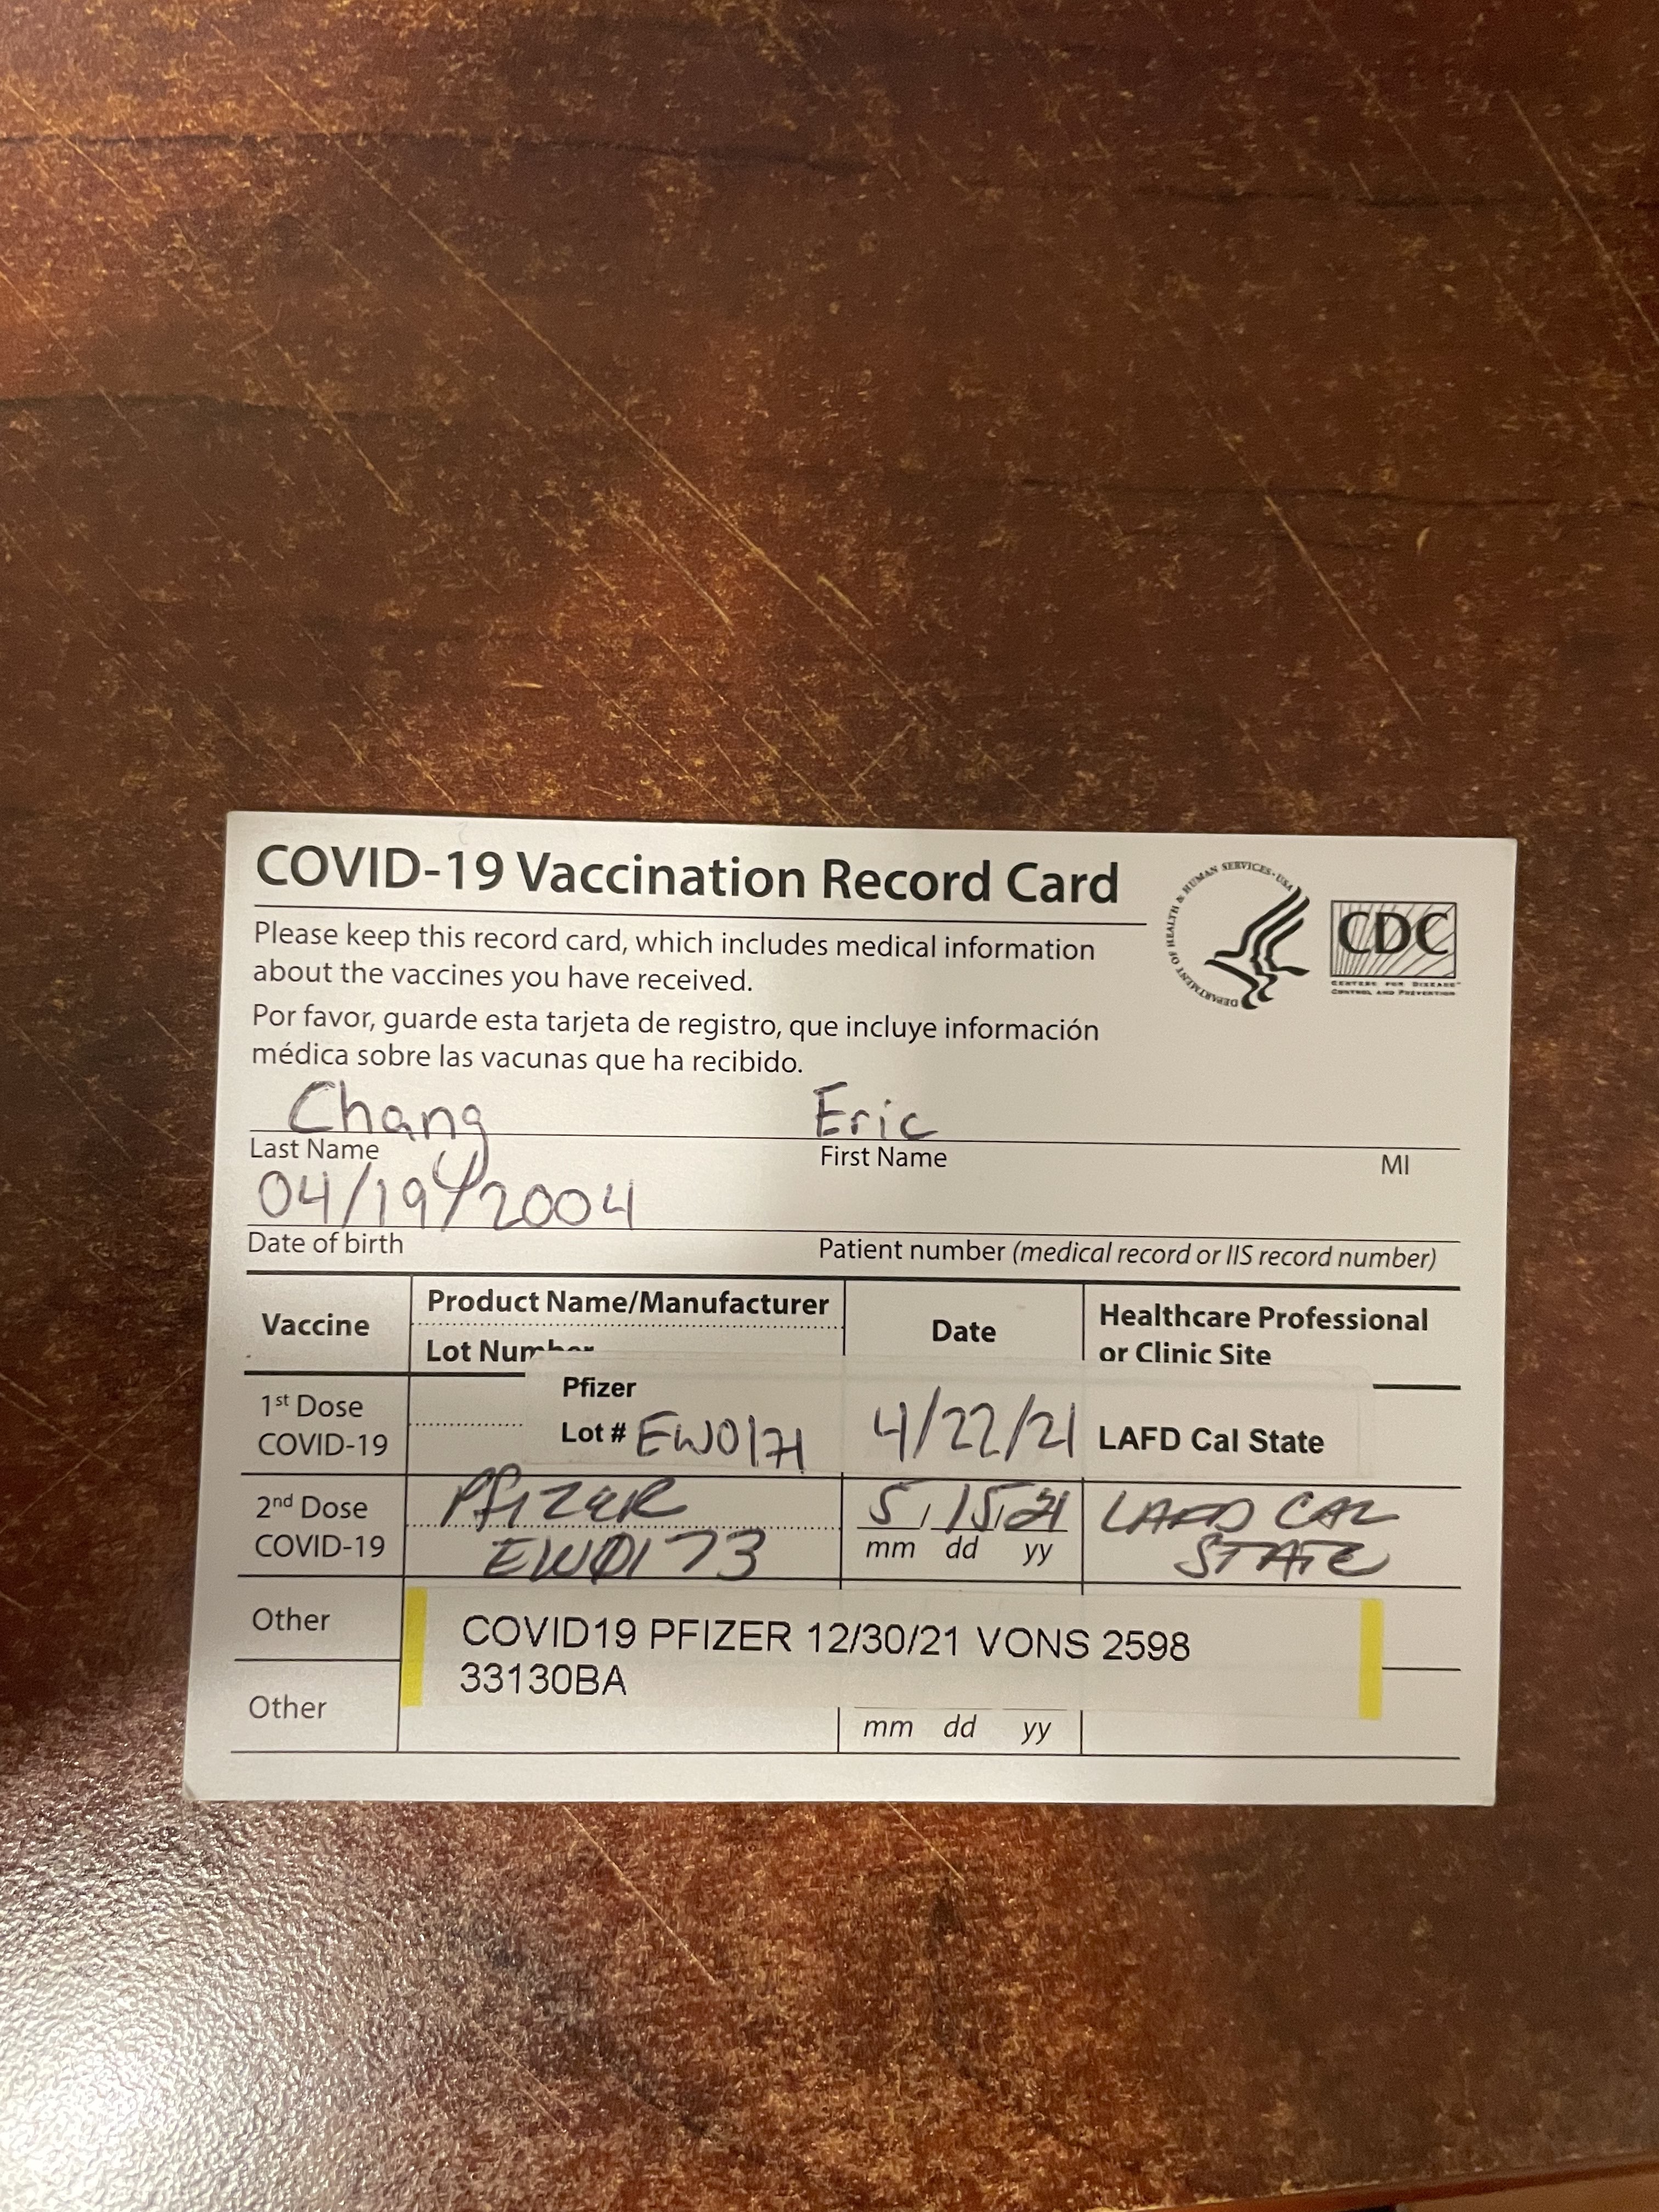 COVID-19 Vaccination Record Card
DEPARTMENT OF HEALTH & HUMAN SERVICES · USA
CDC
CENTERS FOR DISEASE
CONTROL AND PREVENTION
Please keep this record card, which includes medical information
about the vaccines you have received.
Por favor, guarde esta tarjeta de registro, que incluye información
médica sobre las vacunas que ha recibido.
Chang Eric
Last Name First Name MI
04/19/2004
Date of birth Patient number (medical record or IIS record number)
Vaccine Product Name/Manufacturer Date Healthcare Professional
Lot Number or Clinic Site
1st Dose Pfizer
COVID-19 Lot # EW0171 4/22/21 LAFD Cal State
2nd Dose PFIZER 5/15/21 LAFD CAL
COVID-19 EW0173 mm dd yy STATE
Other COVID19 PFIZER 12/30/21 VONS 2598
33130BA
Other mm dd yy